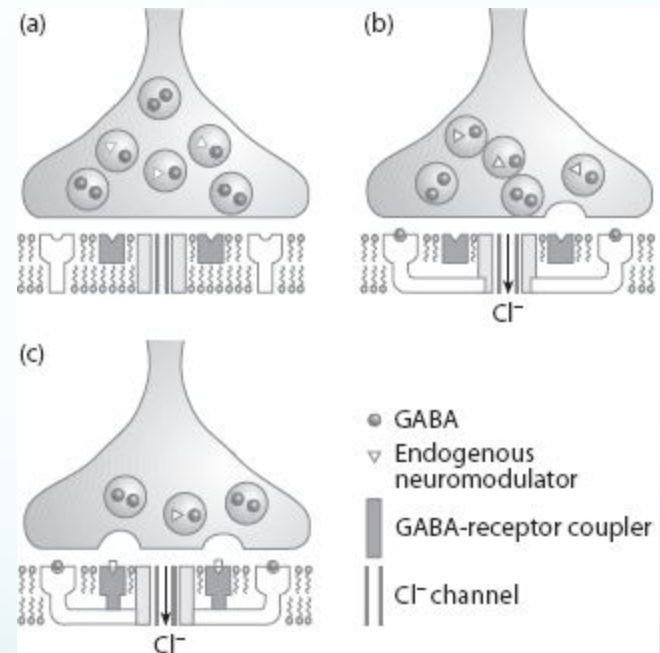 (a)
(b)
Cl⁻
(c)
Cl⁻
GABA
Endogenous
neuromodulator
GABA-receptor coupler
Cl⁻ channel